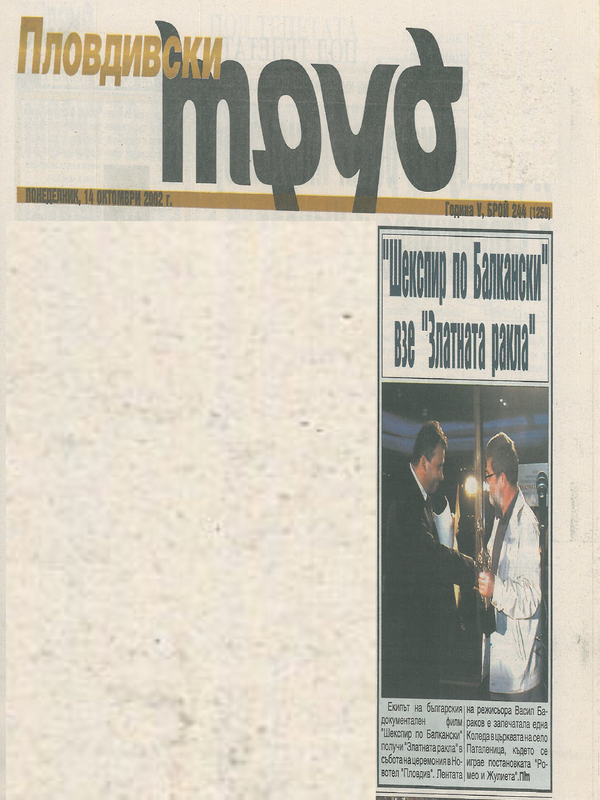 Пловдивски
труд
ПОНЕДЕЛНИК, 14 ОКТОМВРИ 2002 г.
Година V, БРОЙ 244 (1250)
"Шекспир по Балкански"
взе "Златната ракла"
Екипът на българския
документален филм
"Шекспир по Балкански"
получи "Златната ракла" в
събота на церемония в Но-
вотел "Пловдив". Лентата
на режисьора Васил Ба-
раков е запечатала една
Коледа в църквата на село
Паталеница, където се
играе постановката "Ро-
мео и Жулиета".